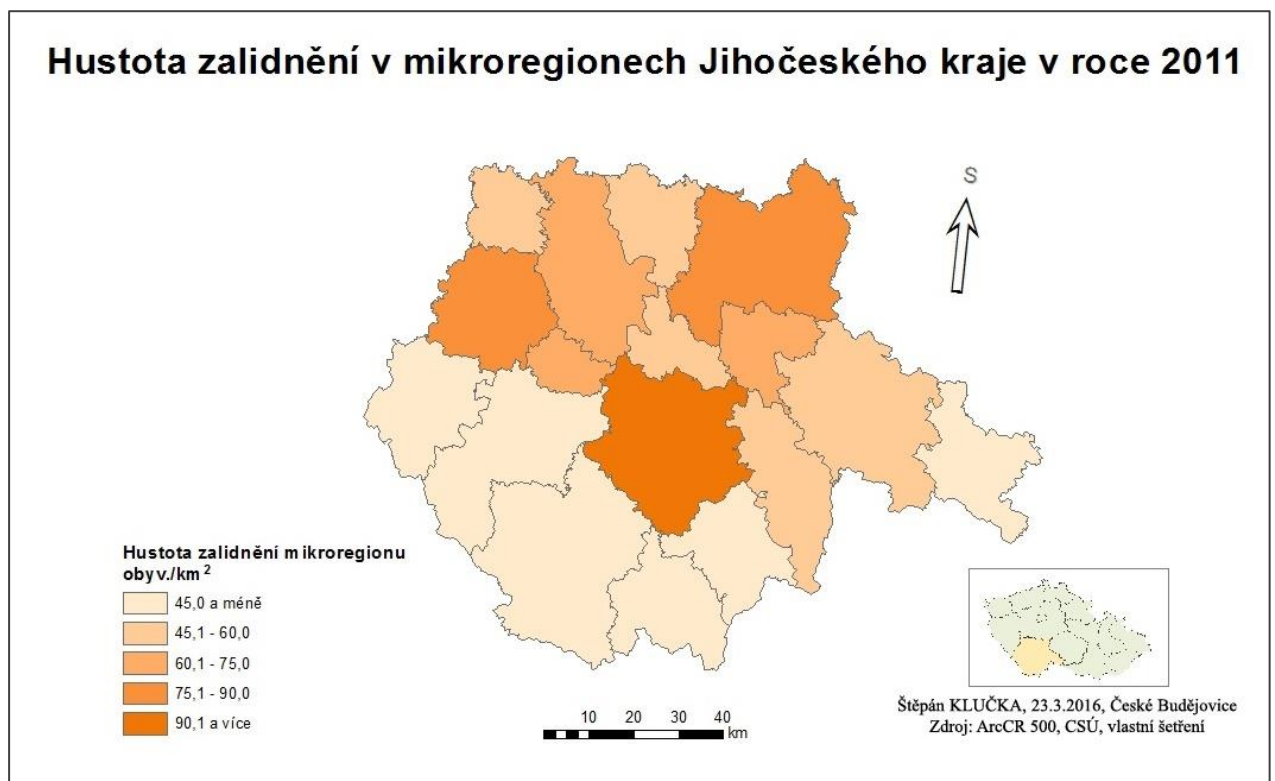 Hustota zalidnění v mikroregionech Jihočeského kraje v roce 2011
S
Hustota zalidnění mikroregionu
obyv./km²
45,0 a méně
45,1 - 60,0
60,1 - 75,0
75,1 - 90,0
90,1 a více
10 20 30 40
km
Štěpán KLUČKA, 23.3.2016, České Budějovice
Zdroj: ArcCR 500, CSÚ, vlastní šetření